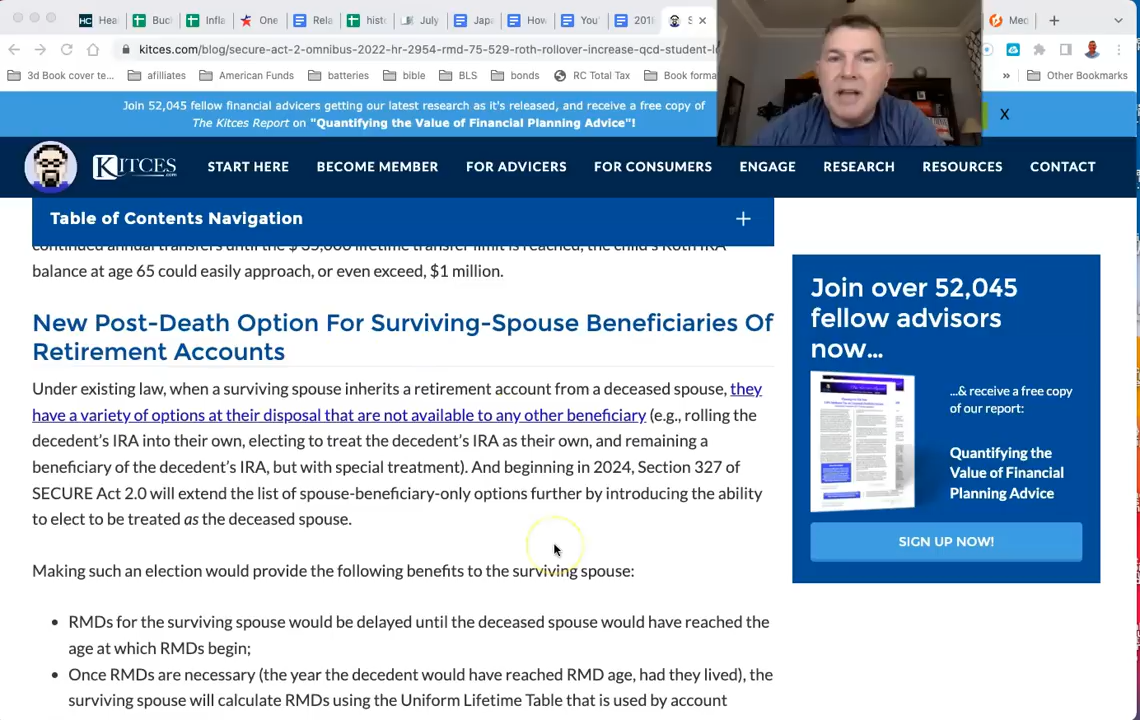 Hea
Buc
Infla
One
Rela
hist
July
Jap
How
You'
201
S
Med
kitces.com/blog/secure-act-2-omnibus-2022-hr-2954-rmd-75-529-roth-rollover-increase-qcd-student-l
3d Book cover te...
afiliates
American Funds
batteries
bible
BLS
bonds
RC Total Tax
Book forma
»
Other Bookmarks
Join 52,045 fellow financial advicers getting our latest research as it's released, and receive a free copy of
The Kitces Report on "Quantifying the Value of Financial Planning Advice"!
X
KITCES.com
START HERE
BECOME MEMBER
FOR ADVICERS
FOR CONSUMERS
ENGAGE
RESEARCH
RESOURCES
CONTACT
Table of Contents Navigation
+
continued annual transfers until the $35,000 lifetime transfer limit is reached, the child's Roth IRA
balance at age 65 could easily approach, or even exceed, $1 million.
New Post-Death Option For Surviving-Spouse Beneficiaries Of
Retirement Accounts
Under existing law, when a surviving spouse inherits a retirement account from a deceased spouse, they
have a variety of options at their disposal that are not available to any other beneficiary (e.g., rolling the
decedent's IRA into their own, electing to treat the decedent's IRA as their own, and remaining a
beneficiary of the decedent's IRA, but with special treatment). And beginning in 2024, Section 327 of
SECURE Act 2.0 will extend the list of spouse-beneficiary-only options further by introducing the ability
to elect to be treated as the deceased spouse.
Making such an election would provide the following benefits to the surviving spouse:
• RMDs for the surviving spouse would be delayed until the deceased spouse would have reached the
age at which RMDs begin;
• Once RMDs are necessary (the year the decedent would have reached RMD age, had they lived), the
surviving spouse will calculate RMDs using the Uniform Lifetime Table that is used by account
Join over 52,045
fellow advisors
now...
...& receive a free copy
of our report:
Quantifying the
Value of Financial
Planning Advice
SIGN UP NOW!